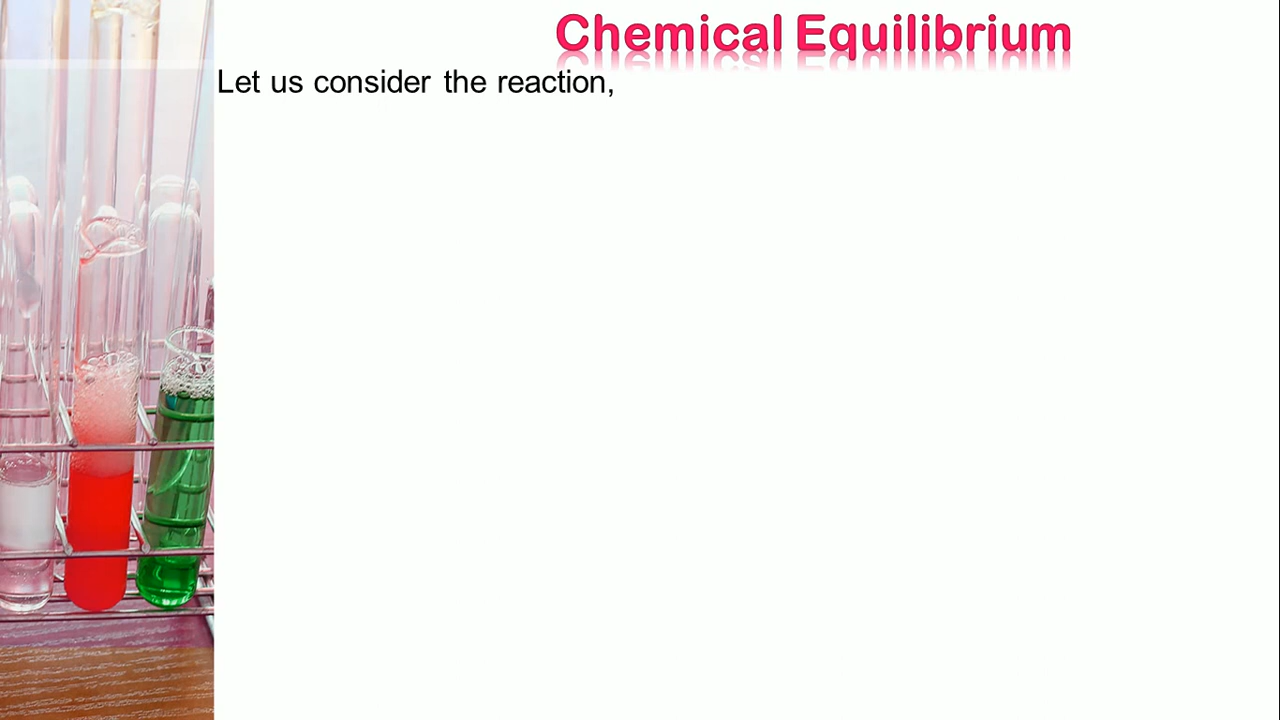 Chemical Equilibrium
Let us consider the reaction,